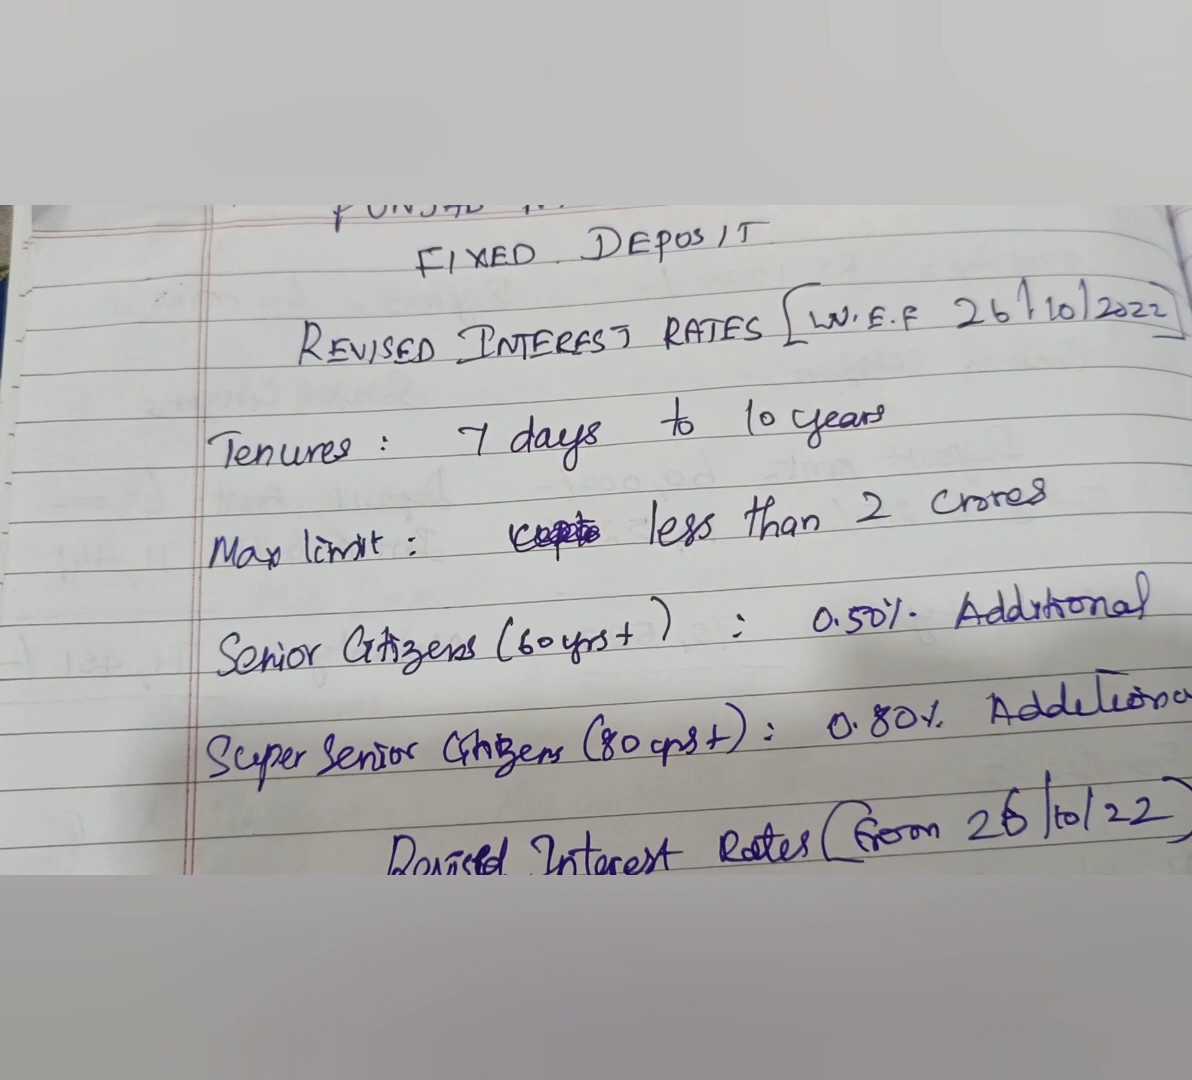 PUNJAB
FIXED DEPOSIT
REVISED INTEREST RATES [W.E.F 26/10/2022]
Tenures : 7 days to 10 years
Max limit : less than 2 crores
Senior Citizens (60yrs+) : 0.50% Additional
Super Senior Citizens (80yrs+) : 0.80% Additiona
Revised Interest Rates (From 26/10/22)